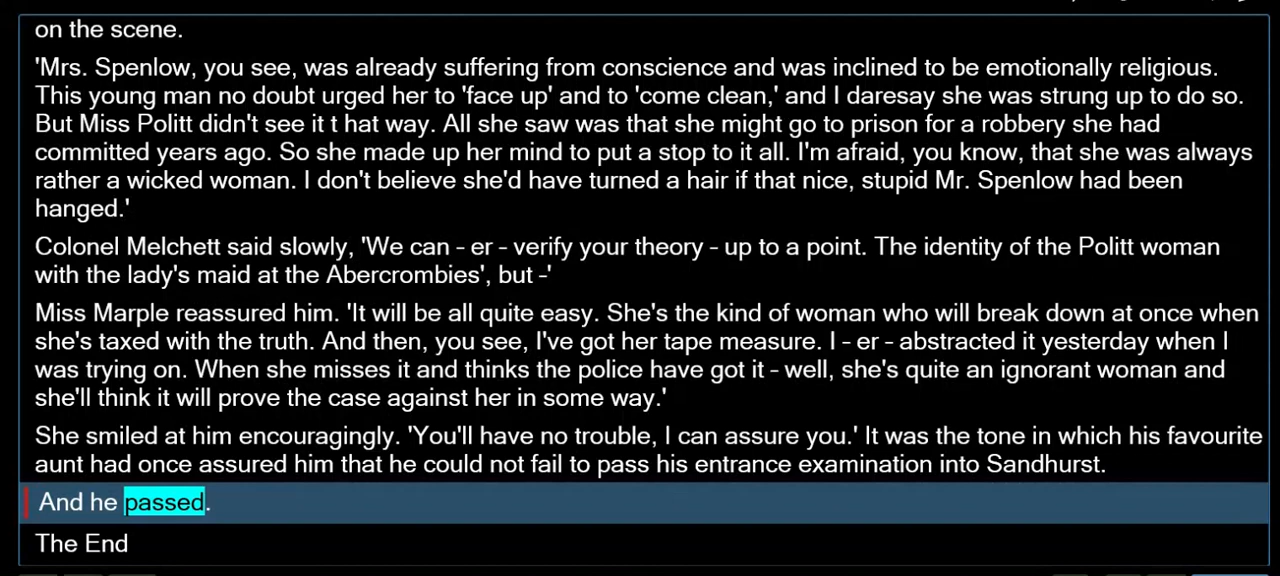 on the scene.
'Mrs. Spenlow, you see, was already suffering from conscience and was inclined to be emotionally religious.
This young man no doubt urged her to 'face up' and to 'come clean,' and I daresay she was strung up to do so.
But Miss Politt didn't see it t hat way. All she saw was that she might go to prison for a robbery she had
committed years ago. So she made up her mind to put a stop to it all. I'm afraid, you know, that she was always
rather a wicked woman. I don't believe she'd have turned a hair if that nice, stupid Mr. Spenlow had been
hanged.'
Colonel Melchett said slowly, 'We can – er – verify your theory – up to a point. The identity of the Politt woman
with the lady's maid at the Abercrombies', but –'
Miss Marple reassured him. 'It will be all quite easy. She's the kind of woman who will break down at once when
she's taxed with the truth. And then, you see, I've got her tape measure. I – er – abstracted it yesterday when I
was trying on. When she misses it and thinks the police have got it – well, she's quite an ignorant woman and
she'll think it will prove the case against her in some way.'
She smiled at him encouragingly. 'You'll have no trouble, I can assure you.' It was the tone in which his favourite
aunt had once assured him that he could not fail to pass his entrance examination into Sandhurst.
And he passed.
The End